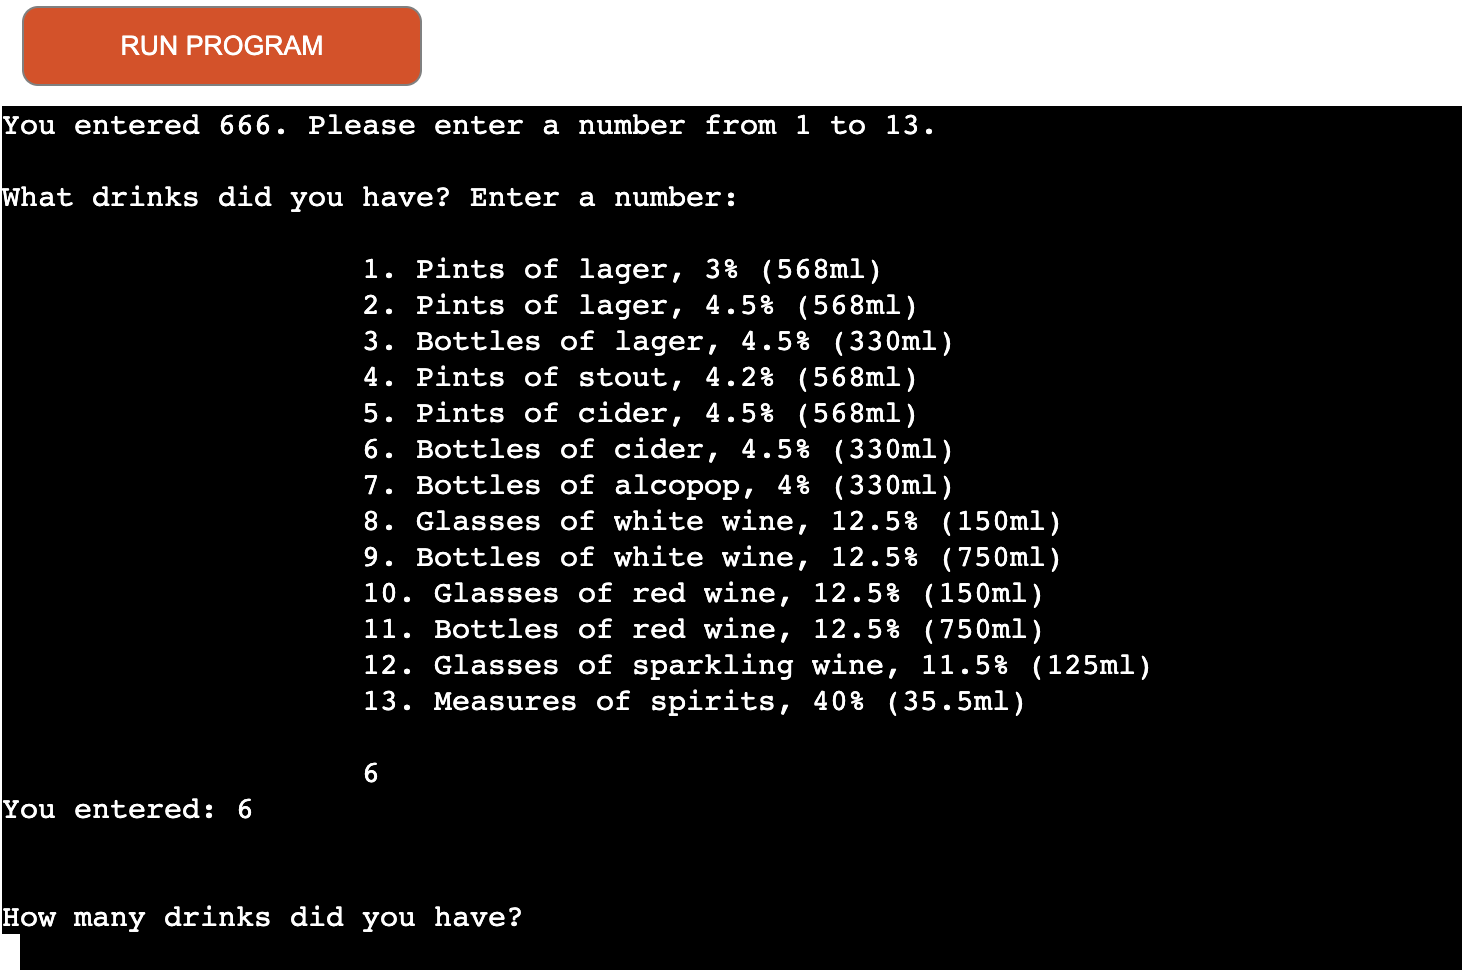 RUN PROGRAM
You entered 666. Please enter a number from 1 to 13.
What drinks did you have? Enter a number:
1. Pints of lager, 3% (568ml)
2. Pints of lager, 4.5% (568ml)
3. Bottles of lager, 4.5% (330ml)
4. Pints of stout, 4.2% (568ml)
5. Pints of cider, 4.5% (568ml)
6. Bottles of cider, 4.5% (330ml)
7. Bottles of alcopop, 4% (330ml)
8. Glasses of white wine, 12.5% (150ml)
9. Bottles of white wine, 12.5% (750ml)
10. Glasses of red wine, 12.5% (150ml)
11. Bottles of red wine, 12.5% (750ml)
12. Glasses of sparkling wine, 11.5% (125ml)
13. Measures of spirits, 40% (35.5ml)
6
You entered: 6
How many drinks did you have?